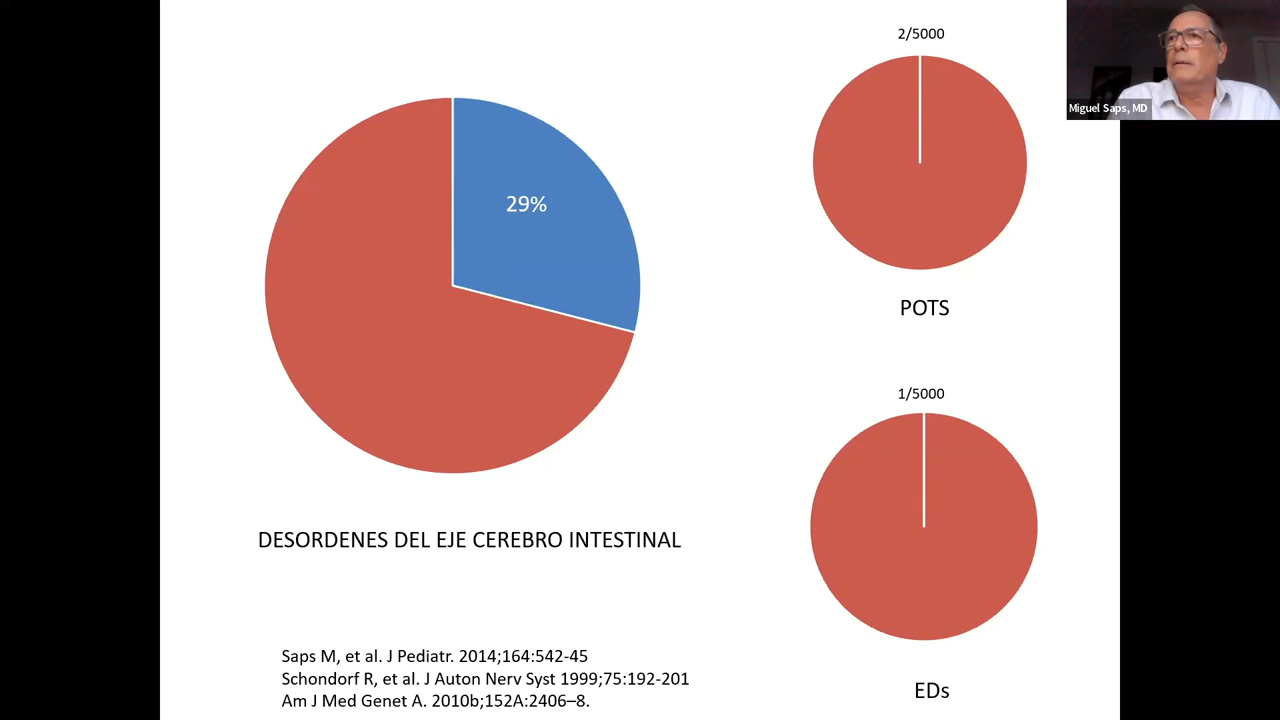 2/5000
Miguel Saps, MD
29%
POTS
1/5000
DESORDENES DEL EJE CEREBRO INTESTINAL
Saps M, et al. J Pediatr. 2014;164:542-45
Schondorf R, et al. J Auton Nerv Syst 1999;75:192-201
Am J Med Genet A. 2010b;152A:2406–8.
EDs